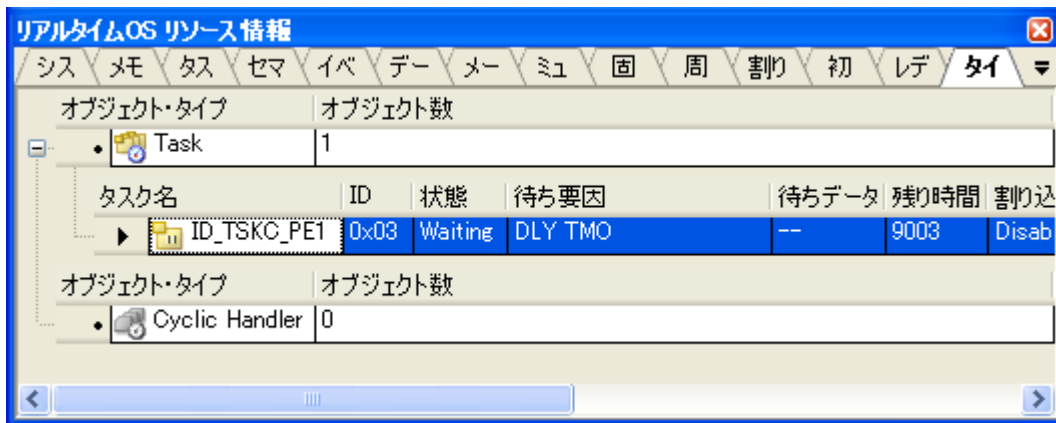 リアルタイムOS リソース情報
シス メモ タス セマ イベ デー メー ミュ 固 周 割り 初 レデ タイ
オブジェクト・タイプ オブジェクト数
Task 1
タスク名 ID 状態 待ち要因 待ちデータ 残り時間 割り込
ID_TSKC_PE1 0x03 Waiting DLY TMO -- 9003 Disab
オブジェクト・タイプ オブジェクト数
Cyclic Handler 0